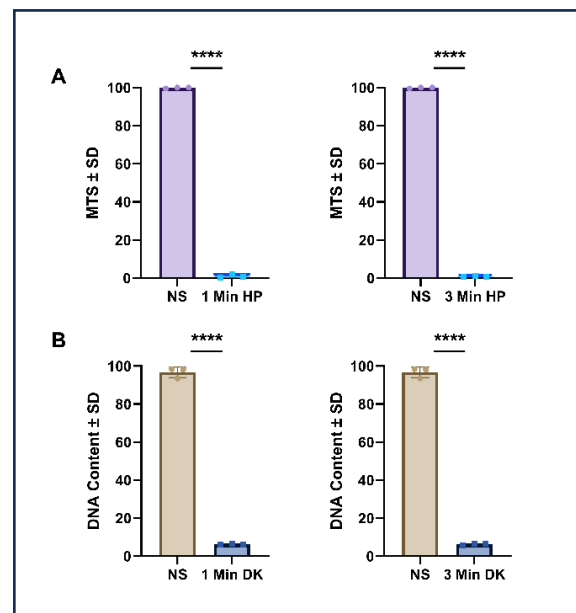 A
****
****
MTS ± SD
100
80
60
40
20
0
NS 1 Min HP
MTS ± SD
100
80
60
40
20
0
NS 3 Min HP
B
****
****
DNA Content ± SD
100
80
60
40
20
0
NS 1 Min DK
DNA Content ± SD
100
80
60
40
20
0
NS 3 Min DK